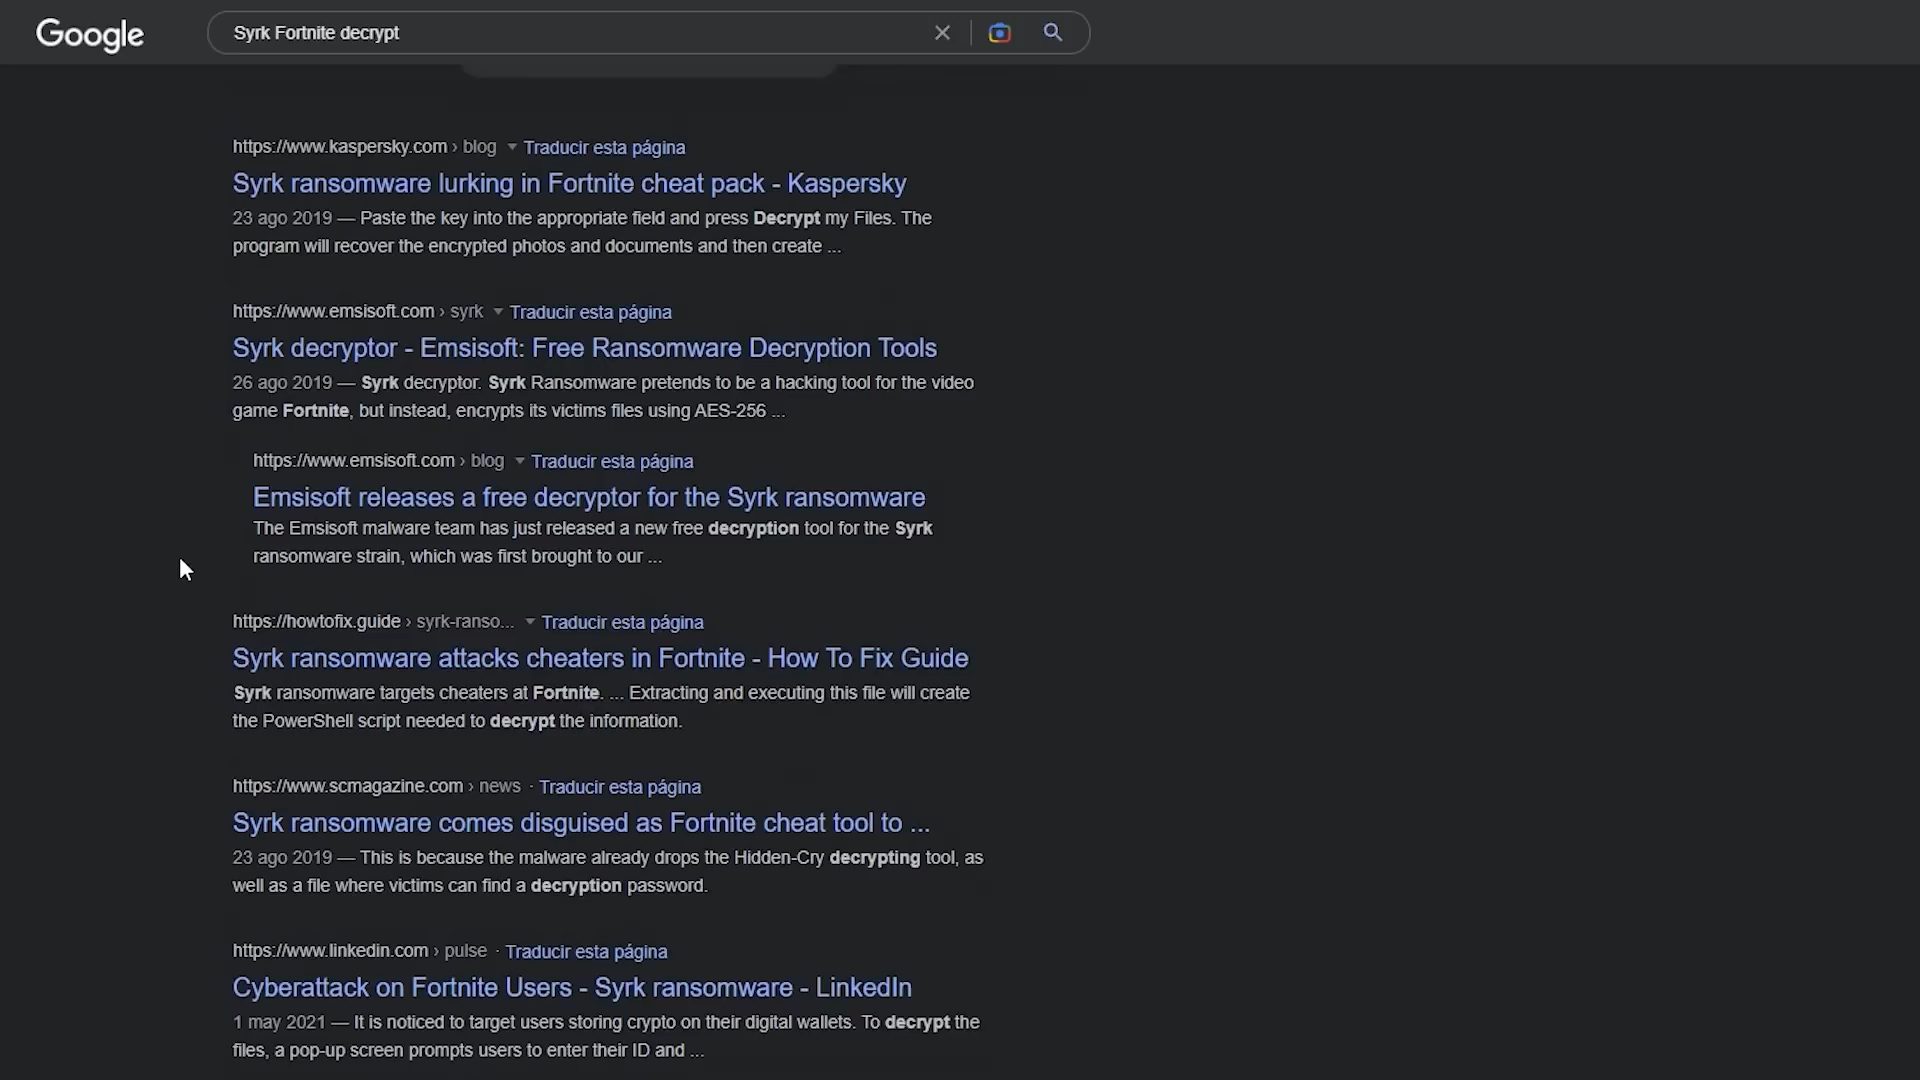 Google
Syrk Fortnite decrypt
https://www.kaspersky.com › blog Traducir esta página
Syrk ransomware lurking in Fortnite cheat pack - Kaspersky
23 ago 2019 — Paste the key into the appropriate field and press Decrypt my Files. The
program will recover the encrypted photos and documents and then create ...
https://www.emsisoft.com › syrk Traducir esta página
Syrk decryptor - Emsisoft: Free Ransomware Decryption Tools
26 ago 2019 — Syrk decryptor. Syrk Ransomware pretends to be a hacking tool for the video
game Fortnite, but instead, encrypts its victims files using AES-256 ...
https://www.emsisoft.com › blog Traducir esta página
Emsisoft releases a free decryptor for the Syrk ransomware
The Emsisoft malware team has just released a new free decryption tool for the Syrk
ransomware strain, which was first brought to our ...
https://howtofix.guide › syrk-ranso... Traducir esta página
Syrk ransomware attacks cheaters in Fortnite - How To Fix Guide
Syrk ransomware targets cheaters at Fortnite. ... Extracting and executing this file will create
the PowerShell script needed to decrypt the information.
https://www.scmagazine.com › news · Traducir esta página
Syrk ransomware comes disguised as Fortnite cheat tool to ...
23 ago 2019 — This is because the malware already drops the Hidden-Cry decrypting tool, as
well as a file where victims can find a decryption password.
https://www.linkedin.com › pulse · Traducir esta página
Cyberattack on Fortnite Users - Syrk ransomware - LinkedIn
1 may 2021 — It is noticed to target users storing crypto on their digital wallets. To decrypt the
files, a pop-up screen prompts users to enter their ID and ...